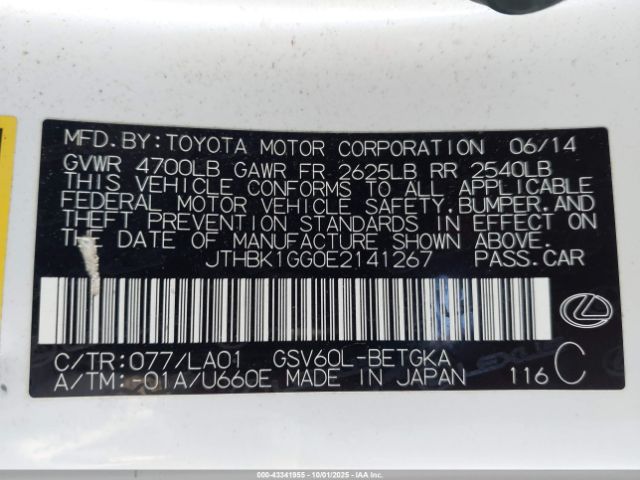 MFD.BY:TOYOTA MOTOR CORPORATION 06/14
GVWR 4700LB GAWR FR 2625LB RR 2540LB
THIS VEHICLE CONFORMS TO ALL APPLICABLE
FEDERAL MOTOR VEHICLE SAFETY,BUMPER,AND
THEFT PREVENTION STANDARDS IN EFFECT ON
THE DATE OF MANUFACTURE SHOWN ABOVE.
JTHBK1GG0E2141267 PASS.CAR
C/TR:077/LA01 GSV60L-BETGKA
A/TM:-01A/U660E MADE IN JAPAN 116 C
000-43341955 | 10/01/2025 | IAAI.com